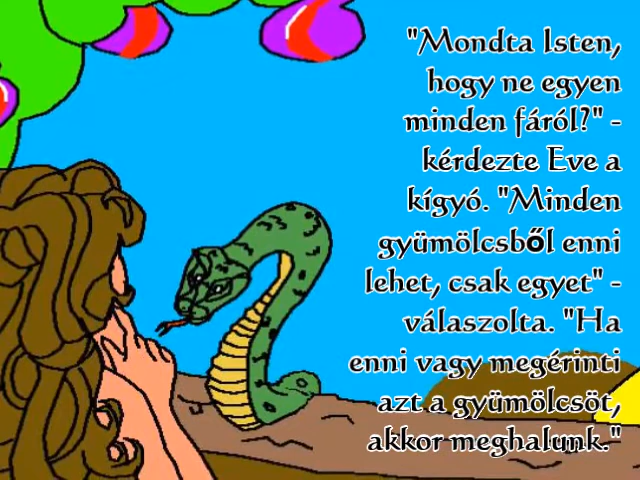 "Mondta Isten,
hogy ne egyen
minden fáról?" -
kérdezte Eve a
kígyó. "Minden
gyümölcsből enni
lehet, csak egyet" -
válaszolta. "Ha
enni vagy megérinti
azt a gyümölcsöt,
akkor meghalunk."